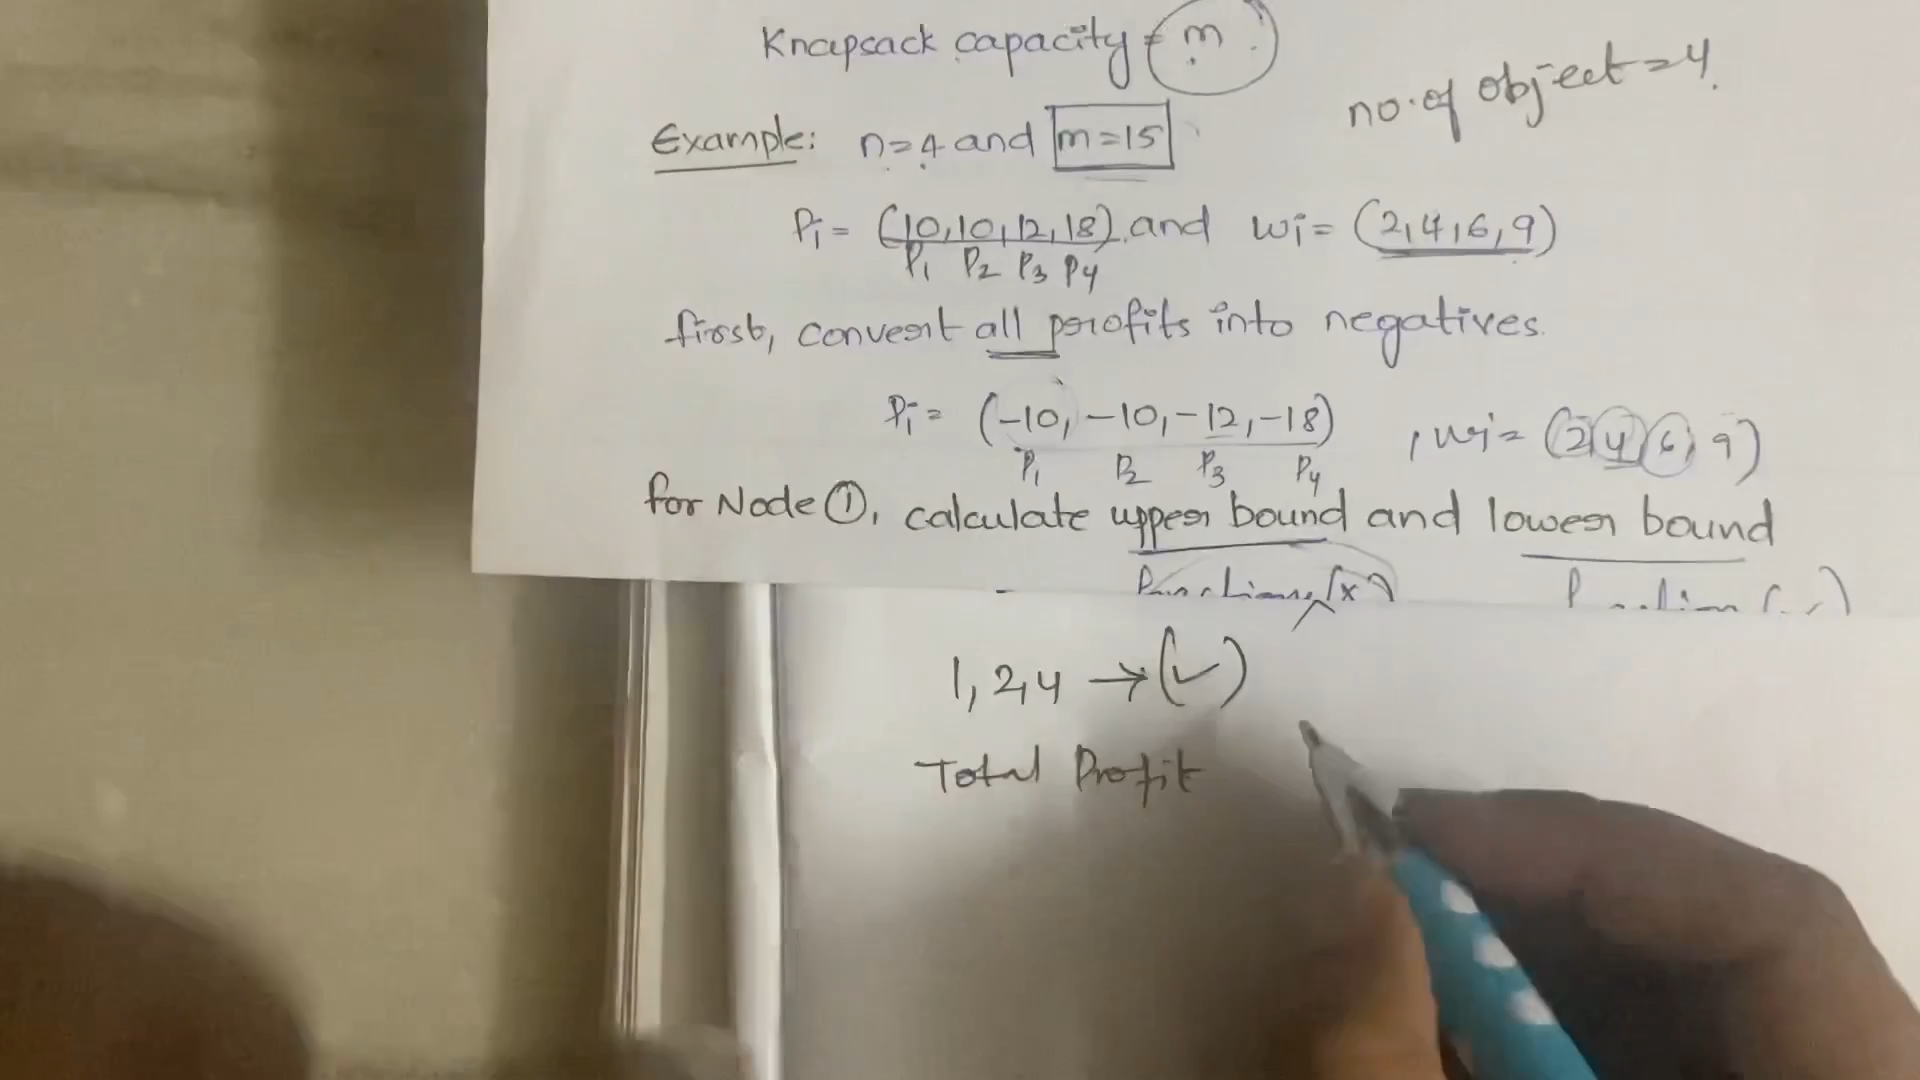 Knapsack capacity = m.
no. of object = 4.
Example: n=4 and m=15
Pi = (10,10,12,18) and wi = (2,4,6,9)
P1 P2 P3 P4
first, convert all profits into negatives.
Pi = (-10, -10, -12, -18) , wi = (2,4,6,9)
P1 P2 P3 P4
for Node ①, calculate upper bound and lower bound
1,2,4 → (✓)
Total Profit